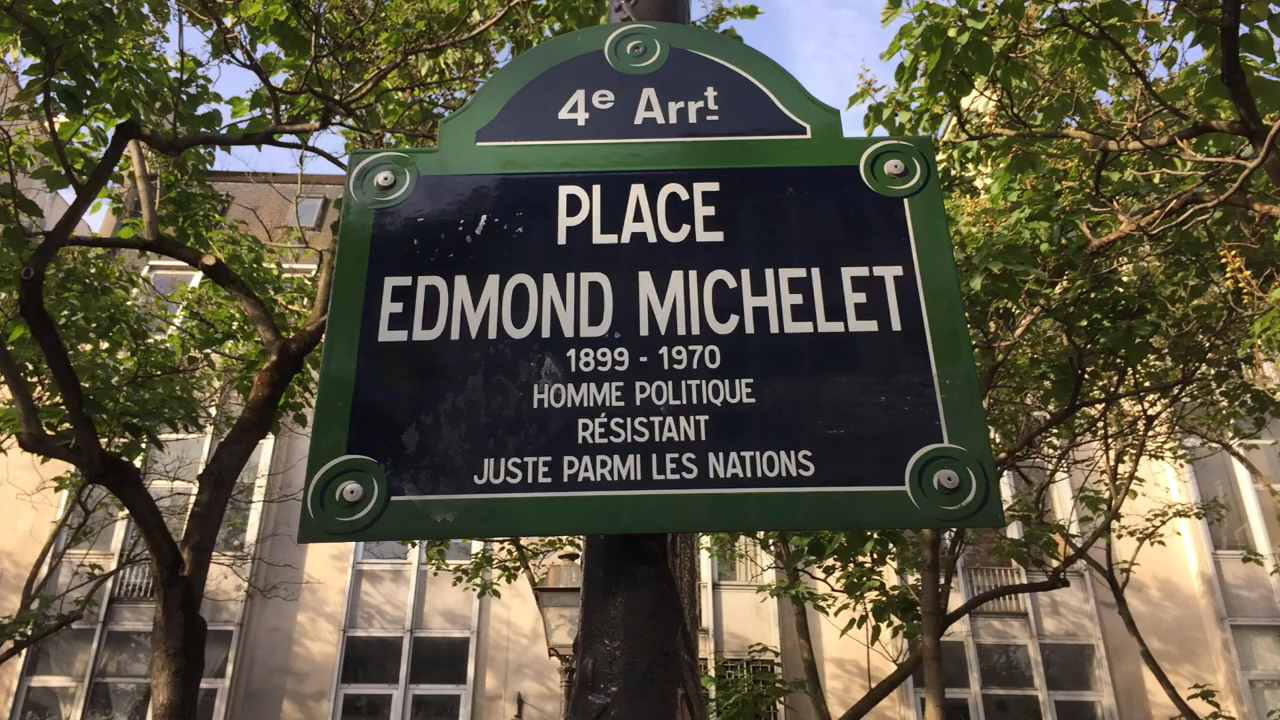 4e Arrt
PLACE
EDMOND MICHELET
1899 - 1970
HOMME POLITIQUE
RÉSISTANT
JUSTE PARMI LES NATIONS